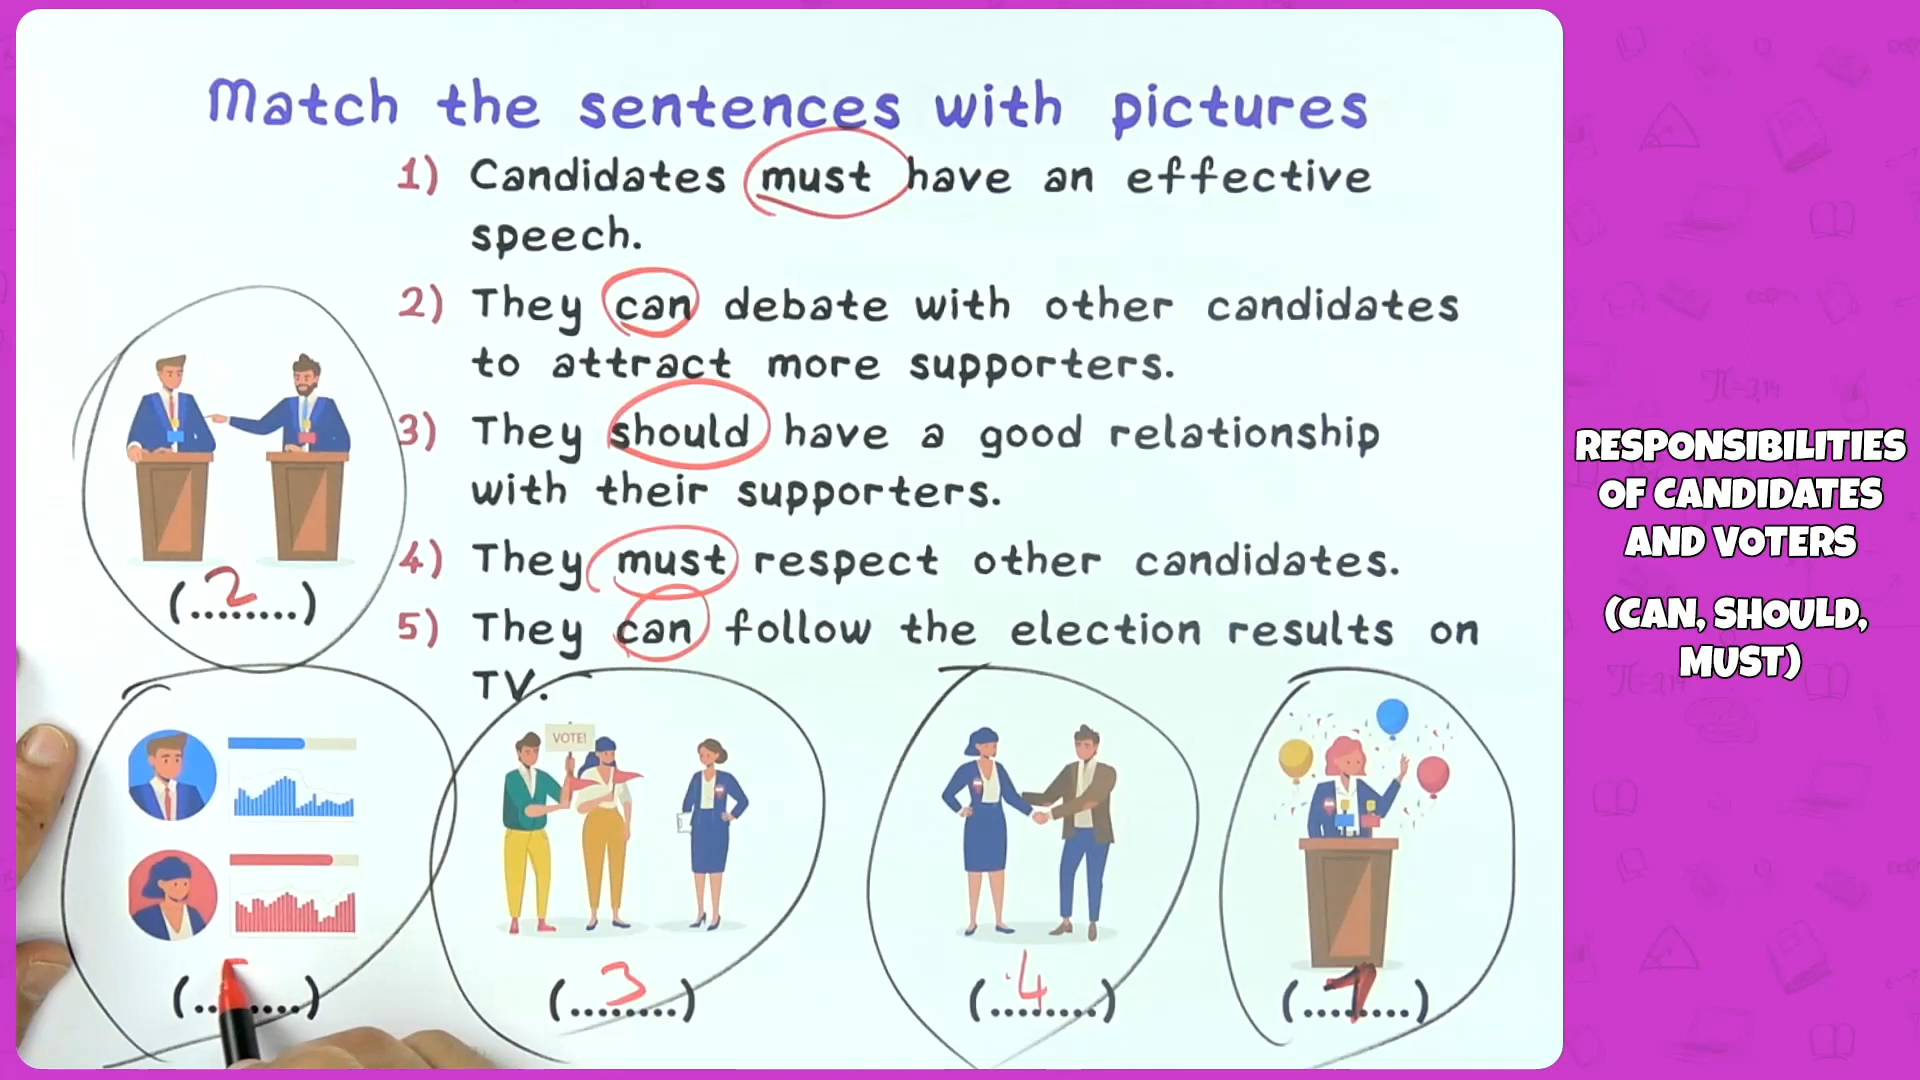 Match the sentences with pictures
1) Candidates must have an effective
speech.
2) They can debate with other candidates
to attract more supporters.
3) They should have a good relationship
with their supporters.
4) They must respect other candidates.
5) They can follow the election results on
TV.
(..2......)
VOTE!
(........)
(...3.....)
(...4.....)
(...1.....)
RESPONSIBILITIES
OF CANDIDATES
AND VOTERS
(CAN, SHOULD,
MUST)